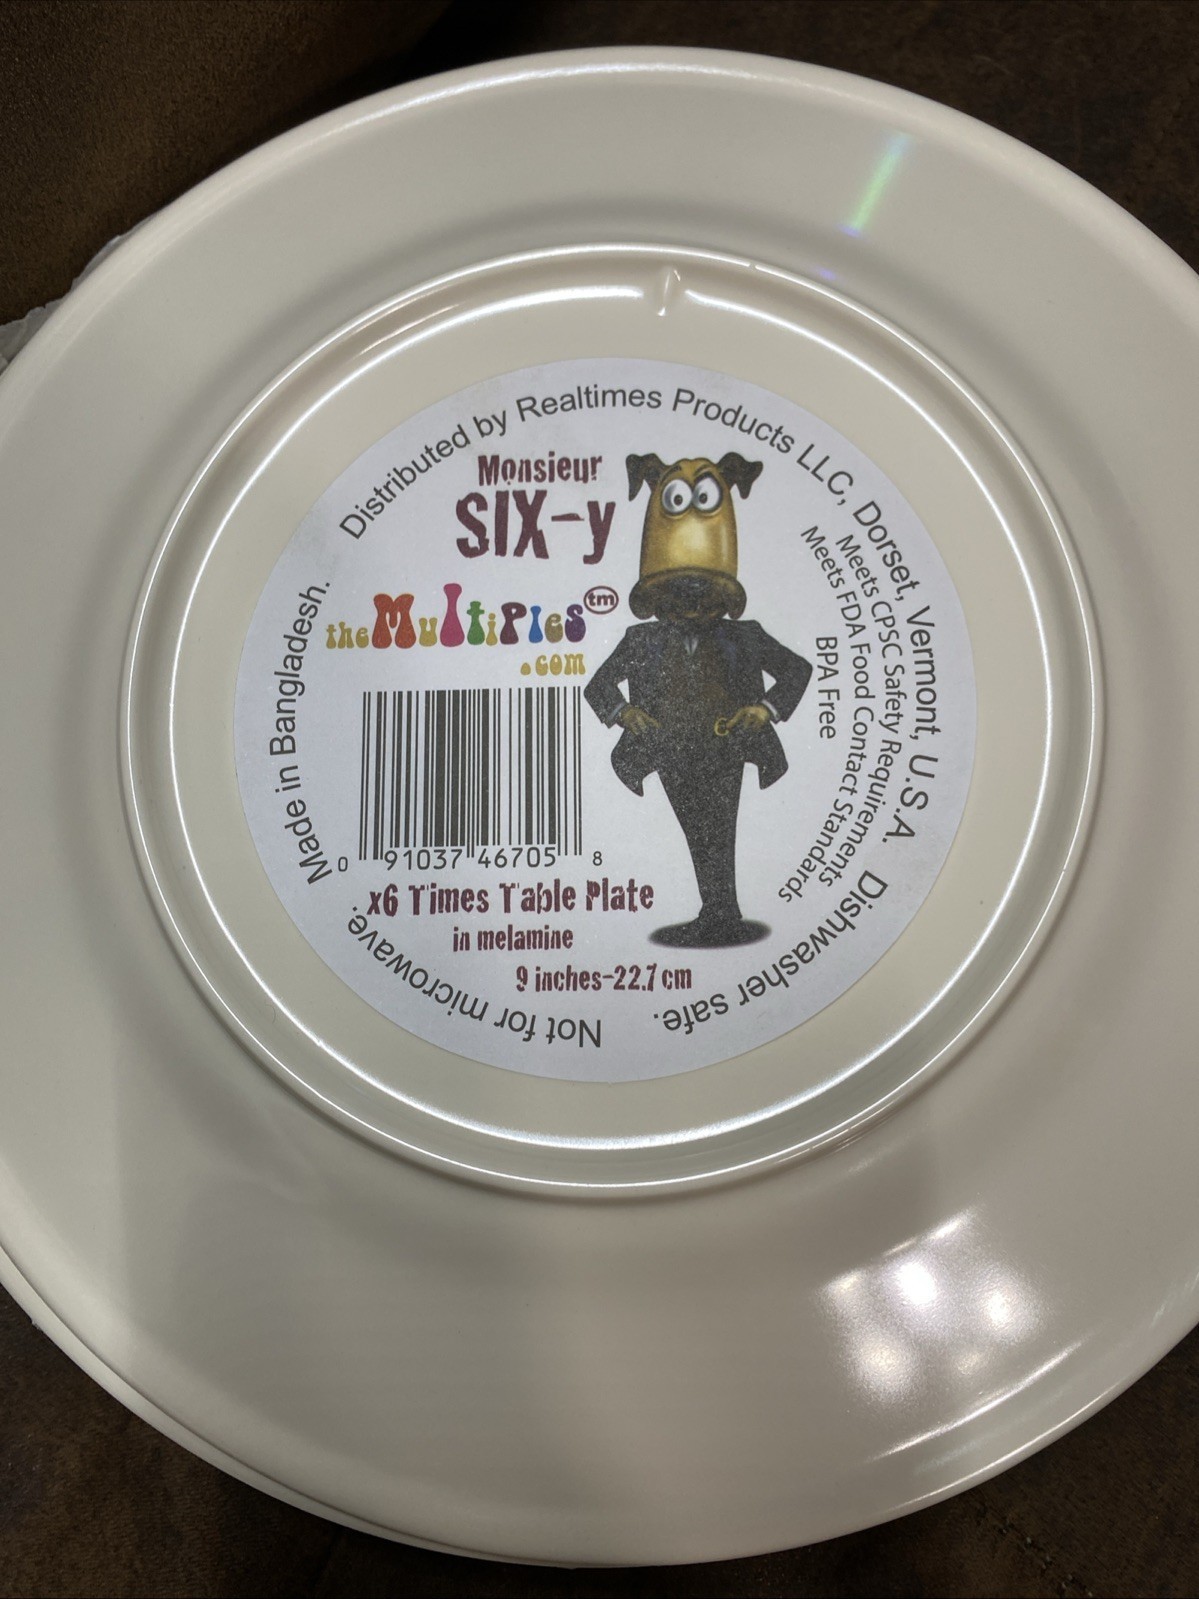 Distributed by Realtimes Products LLC, Dorset, Vermont, U.S.A.
Meets CPSC Safety Requirements
Meets FDA Food Contact Standards
BPA Free
Monsieur
SIX-y
theMultiples tm
.com
0 91037 46705 8
x6 Times Table Plate
in melamine
9 inches-22.7 cm
Dishwasher safe.
Not for microwave.
Made in Bangladesh.